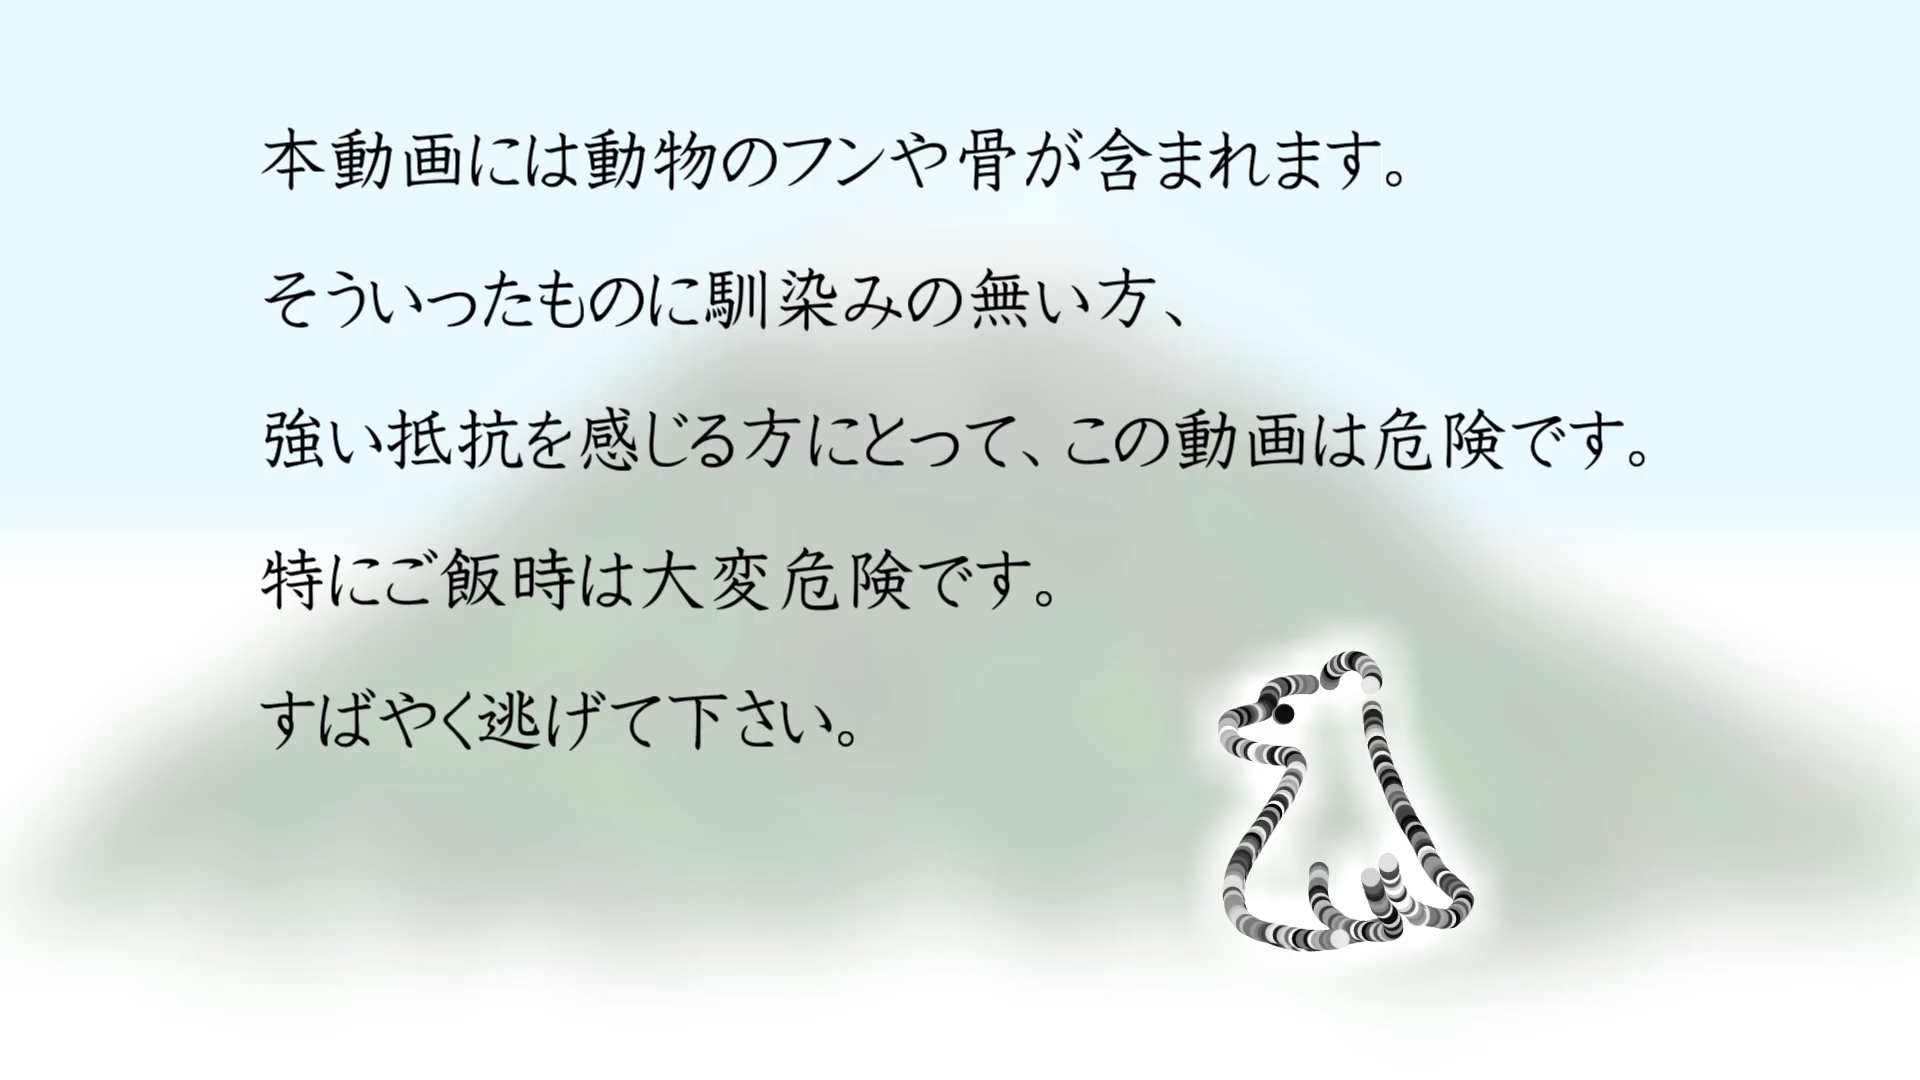 本動画には動物のフンや骨が含まれます。
そういったものに馴染みの無い方、
強い抵抗を感じる方にとって、この動画は危険です。
特にご飯時は大変危険です。
すばやく逃げて下さい。